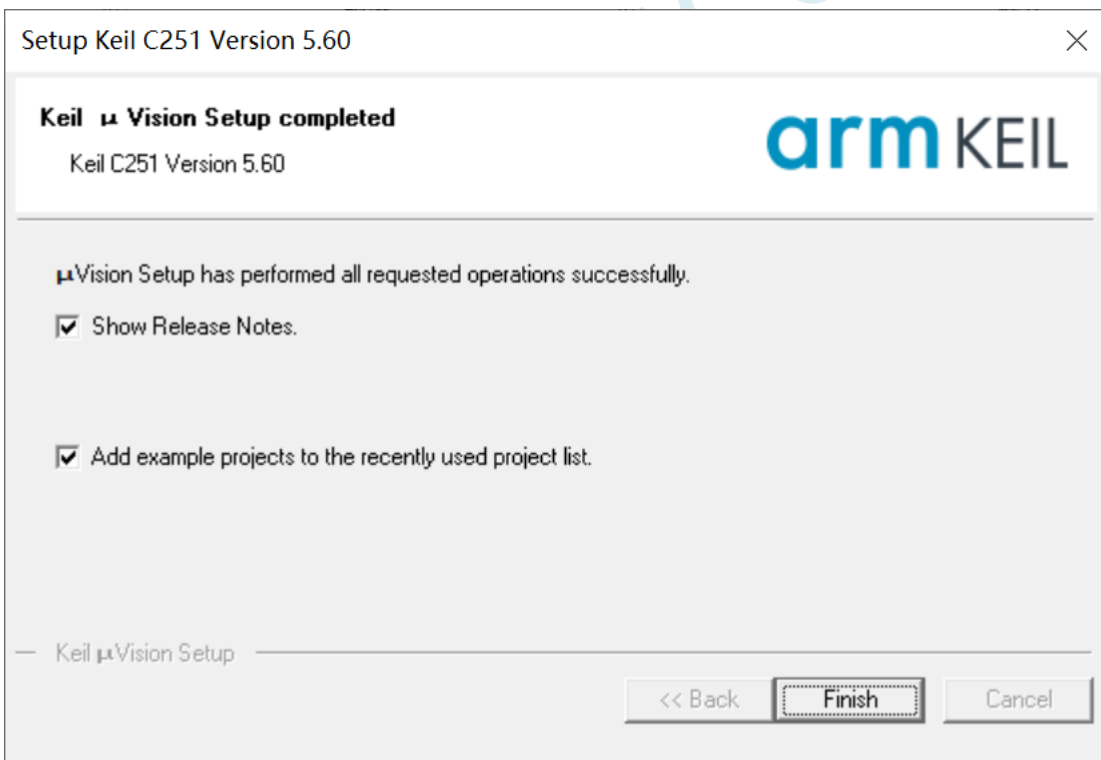 Setup Keil C251 Version 5.60
Keil μ Vision Setup completed
Keil C251 Version 5.60
arm KEIL
μVision Setup has performed all requested operations successfully.
Show Release Notes.
Add example projects to the recently used project list.
Keil μVision Setup
<< Back
Finish
Cancel